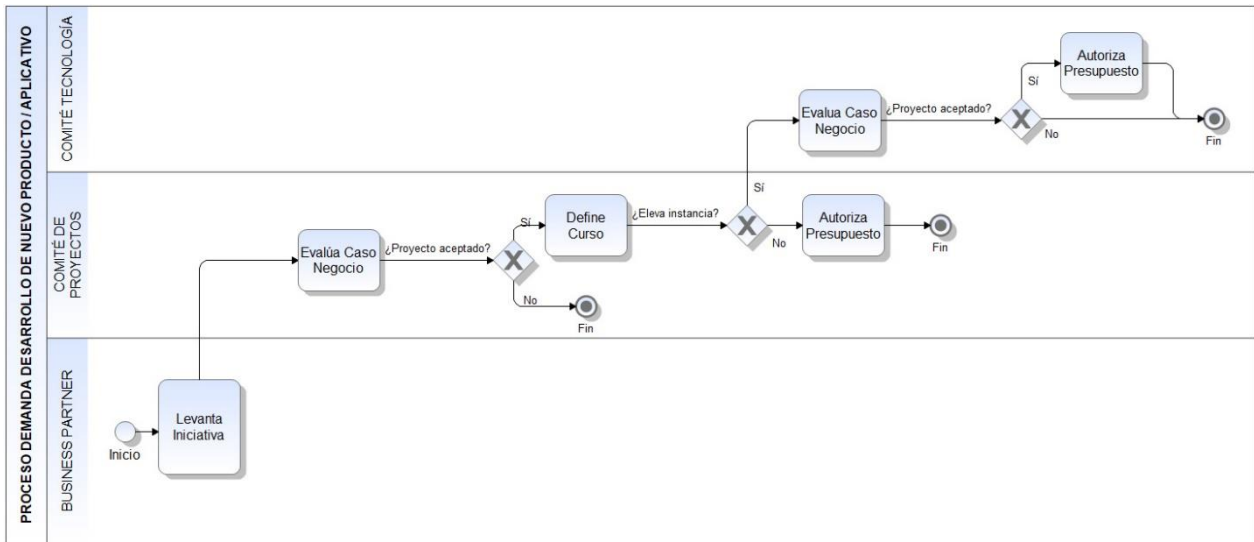 PROCESO DEMANDA DESARROLLO DE NUEVO PRODUCTO / APLICATIVO
COMITÉ TECNOLOGÍA
Evalua Caso
Negocio
¿Proyecto aceptado?
Sí
No
Autoriza
Presupuesto
Fin
COMITÉ DE
PROYECTOS
Evalúa Caso
Negocio
¿Proyecto aceptado?
Sí
No
Fin
Define
Curso
¿Eleva instancia?
Sí
No
Autoriza
Presupuesto
Fin
BUSINESS PARTNER
Inicio
Levanta
Iniciativa